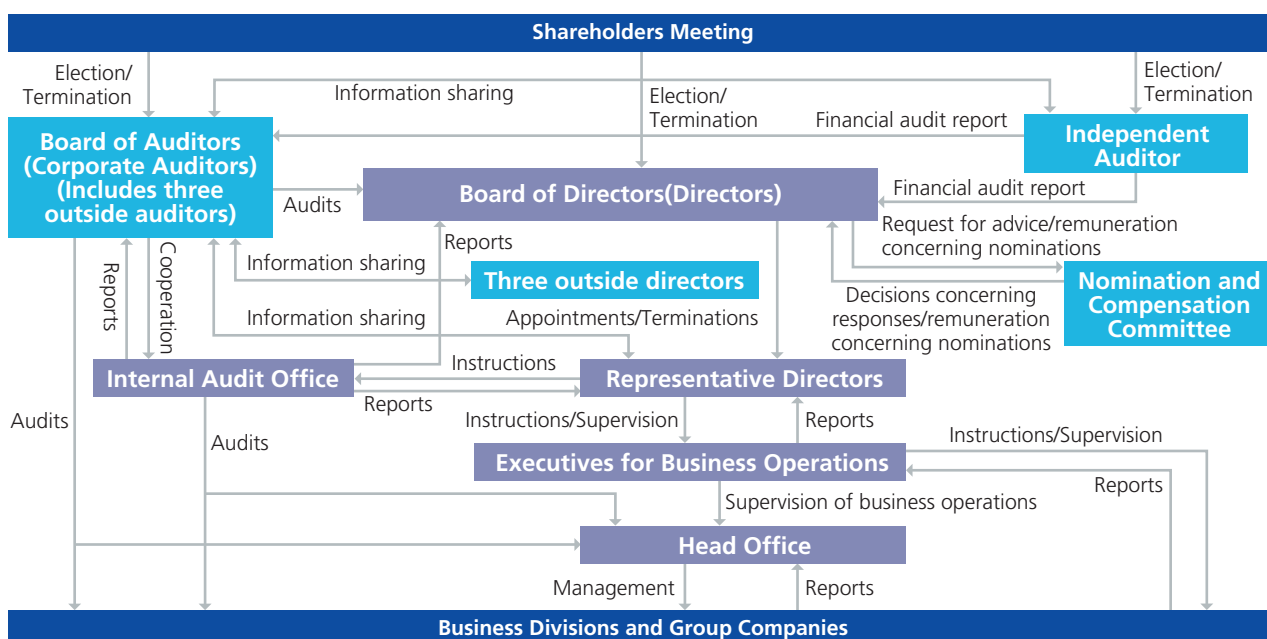 Shareholders Meeting
Election/
Termination
Information sharing
Election/
Termination
Election/
Termination
Financial audit report
Board of Auditors
(Corporate Auditors)
(Includes three
outside auditors)
Independent
Auditor
Audits
Board of Directors(Directors)
Financial audit report
Request for advice/remuneration
concerning nominations
Reports
Cooperation
Reports
Information sharing
Three outside directors
Nomination and
Compensation
Committee
Decisions concerning
responses/remuneration
concerning nominations
Information sharing
Appointments/Terminations
Internal Audit Office
Instructions
Reports
Representative Directors
Audits
Audits
Instructions/Supervision
Reports
Instructions/Supervision
Executives for Business Operations
Reports
Supervision of business operations
Head Office
Management
Reports
Business Divisions and Group Companies